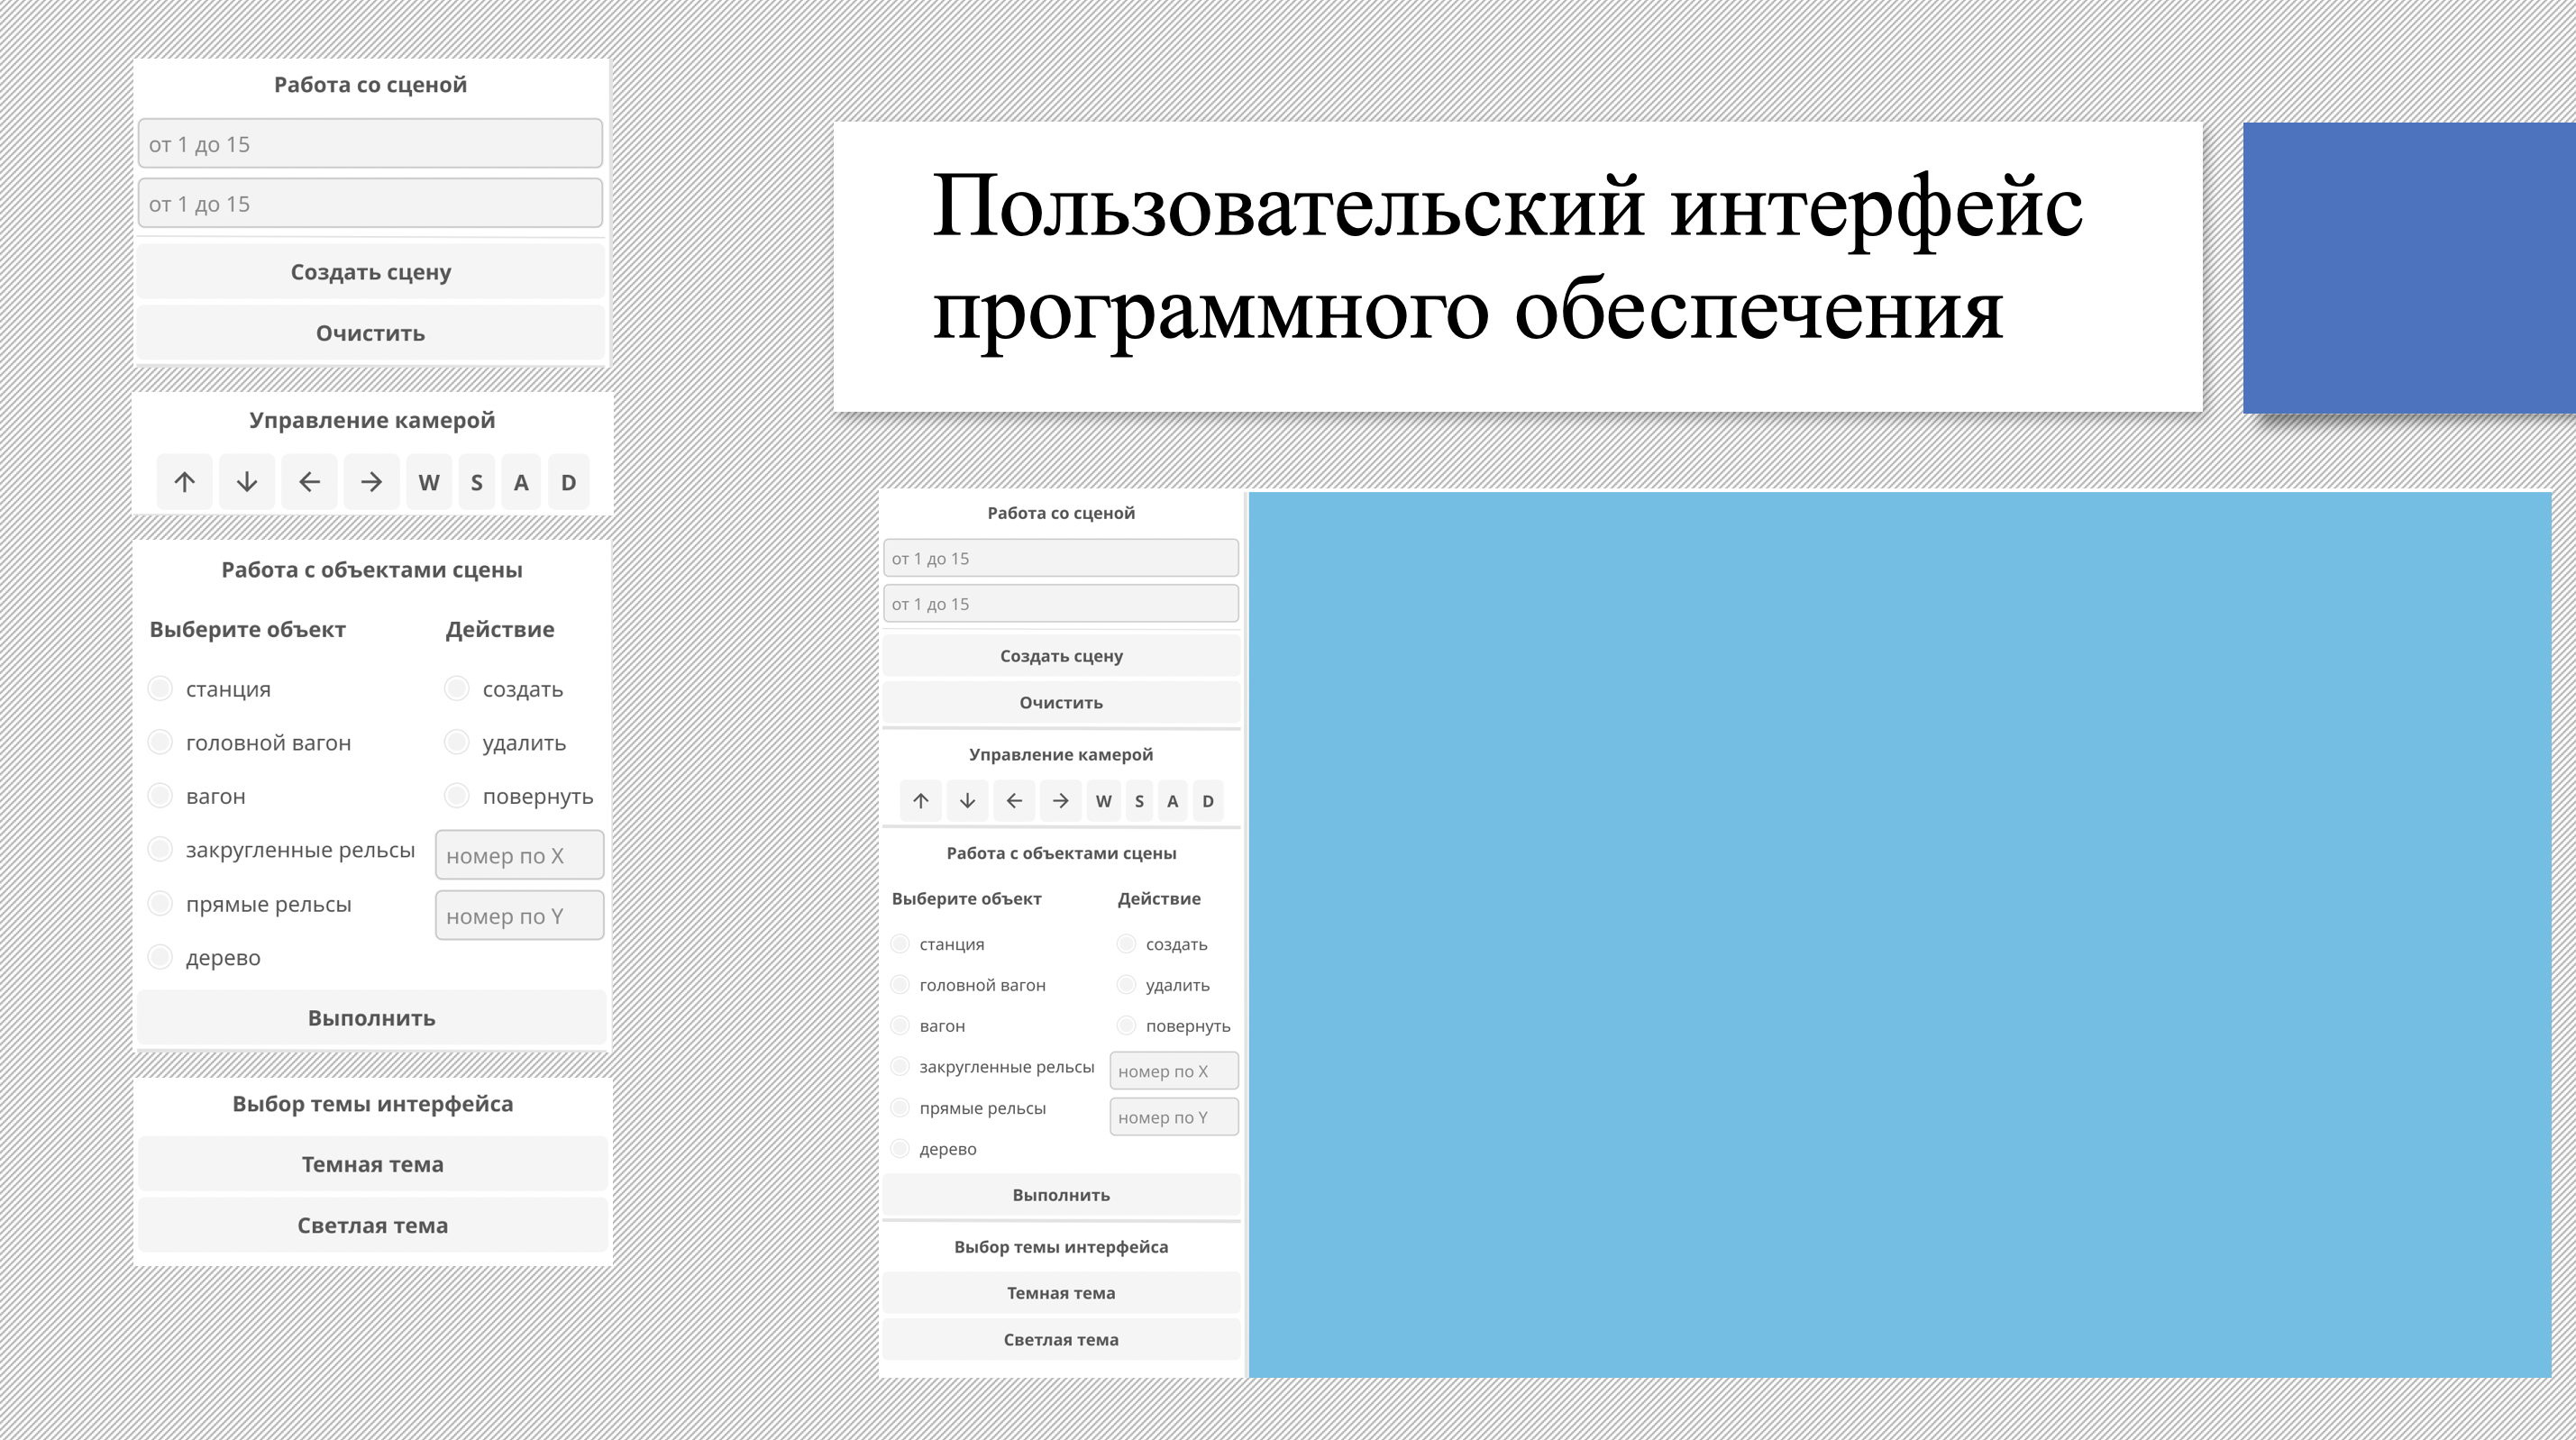 Работа со сценой
от 1 до 15
от 1 до 15
Создать сцену
Очистить
Управление камерой
↑ ↓ ← → W S A D
Работа с объектами сцены
Выберите объект Действие
станция создать
головной вагон удалить
вагон повернуть
закругленные рельсы номер по X
прямые рельсы номер по Y
дерево
Выполнить
Выбор темы интерфейса
Темная тема
Светлая тема
Пользовательский интерфейс
программного обеспечения
Работа со сценой
от 1 до 15
от 1 до 15
Создать сцену
Очистить
Управление камерой
↑ ↓ ← → W S A D
Работа с объектами сцены
Выберите объект Действие
станция создать
головной вагон удалить
вагон повернуть
закругленные рельсы номер по X
прямые рельсы номер по Y
дерево
Выполнить
Выбор темы интерфейса
Темная тема
Светлая тема